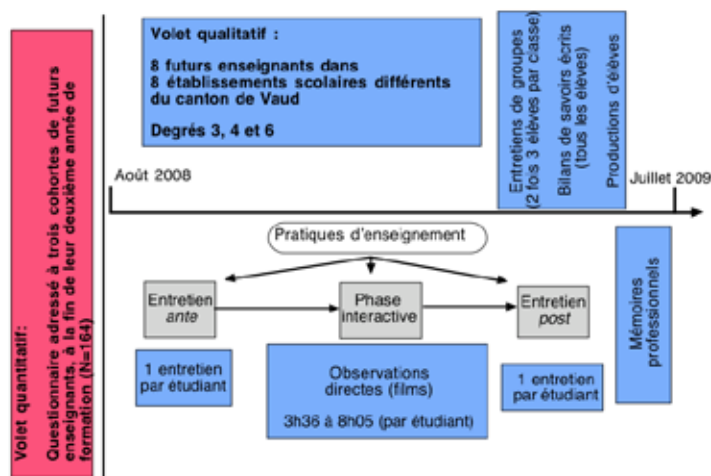 Volet quantitatif:
Questionnaire adressé à trois cohortes de futurs
enseignants, à la fin de leur deuxième année de
formation (N=164)
Volet qualitatif :
8 futurs enseignants dans
8 établissements scolaires différents
du canton de Vaud
Degrés 3, 4 et 6
Entretiens de groupes
(2 fois 3 élèves par classe)
Bilans de savoirs écrits
(tous les élèves)
Productions d'élèves
Août 2008
Juillet 2009
Pratiques d'enseignement
Entretien
ante
Phase
interactive
Entretien
post
1 entretien
par étudiant
Observations
directes (films)
3h36 à 8h05 (par étudiant)
1 entretien
par étudiant
Mémoires
professionnels